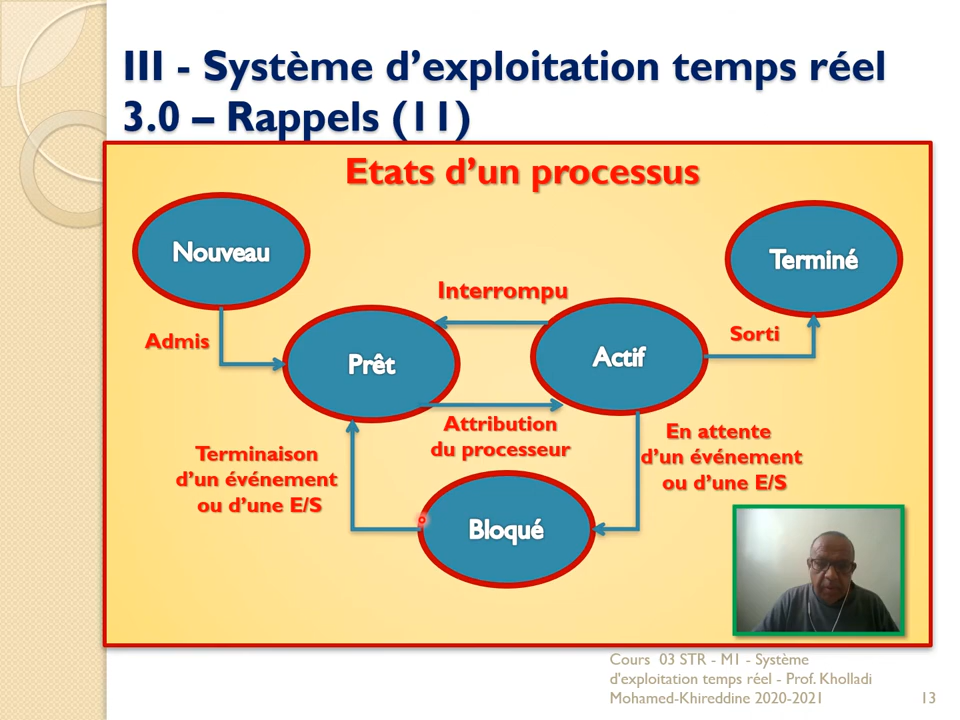 III - Système d'exploitation temps réel
3.0 – Rappels (11)
Etats d'un processus
Nouveau
Terminé
Interrompu
Admis
Sorti
Prêt
Actif
Attribution
du processeur
En attente
d'un événement
ou d'une E/S
Terminaison
d'un événement
ou d'une E/S
Bloqué
Cours 03 STR - M1 - Système
d'exploitation temps réel - Prof. Kholladi
Mohamed-Khireddine 2020-2021
13